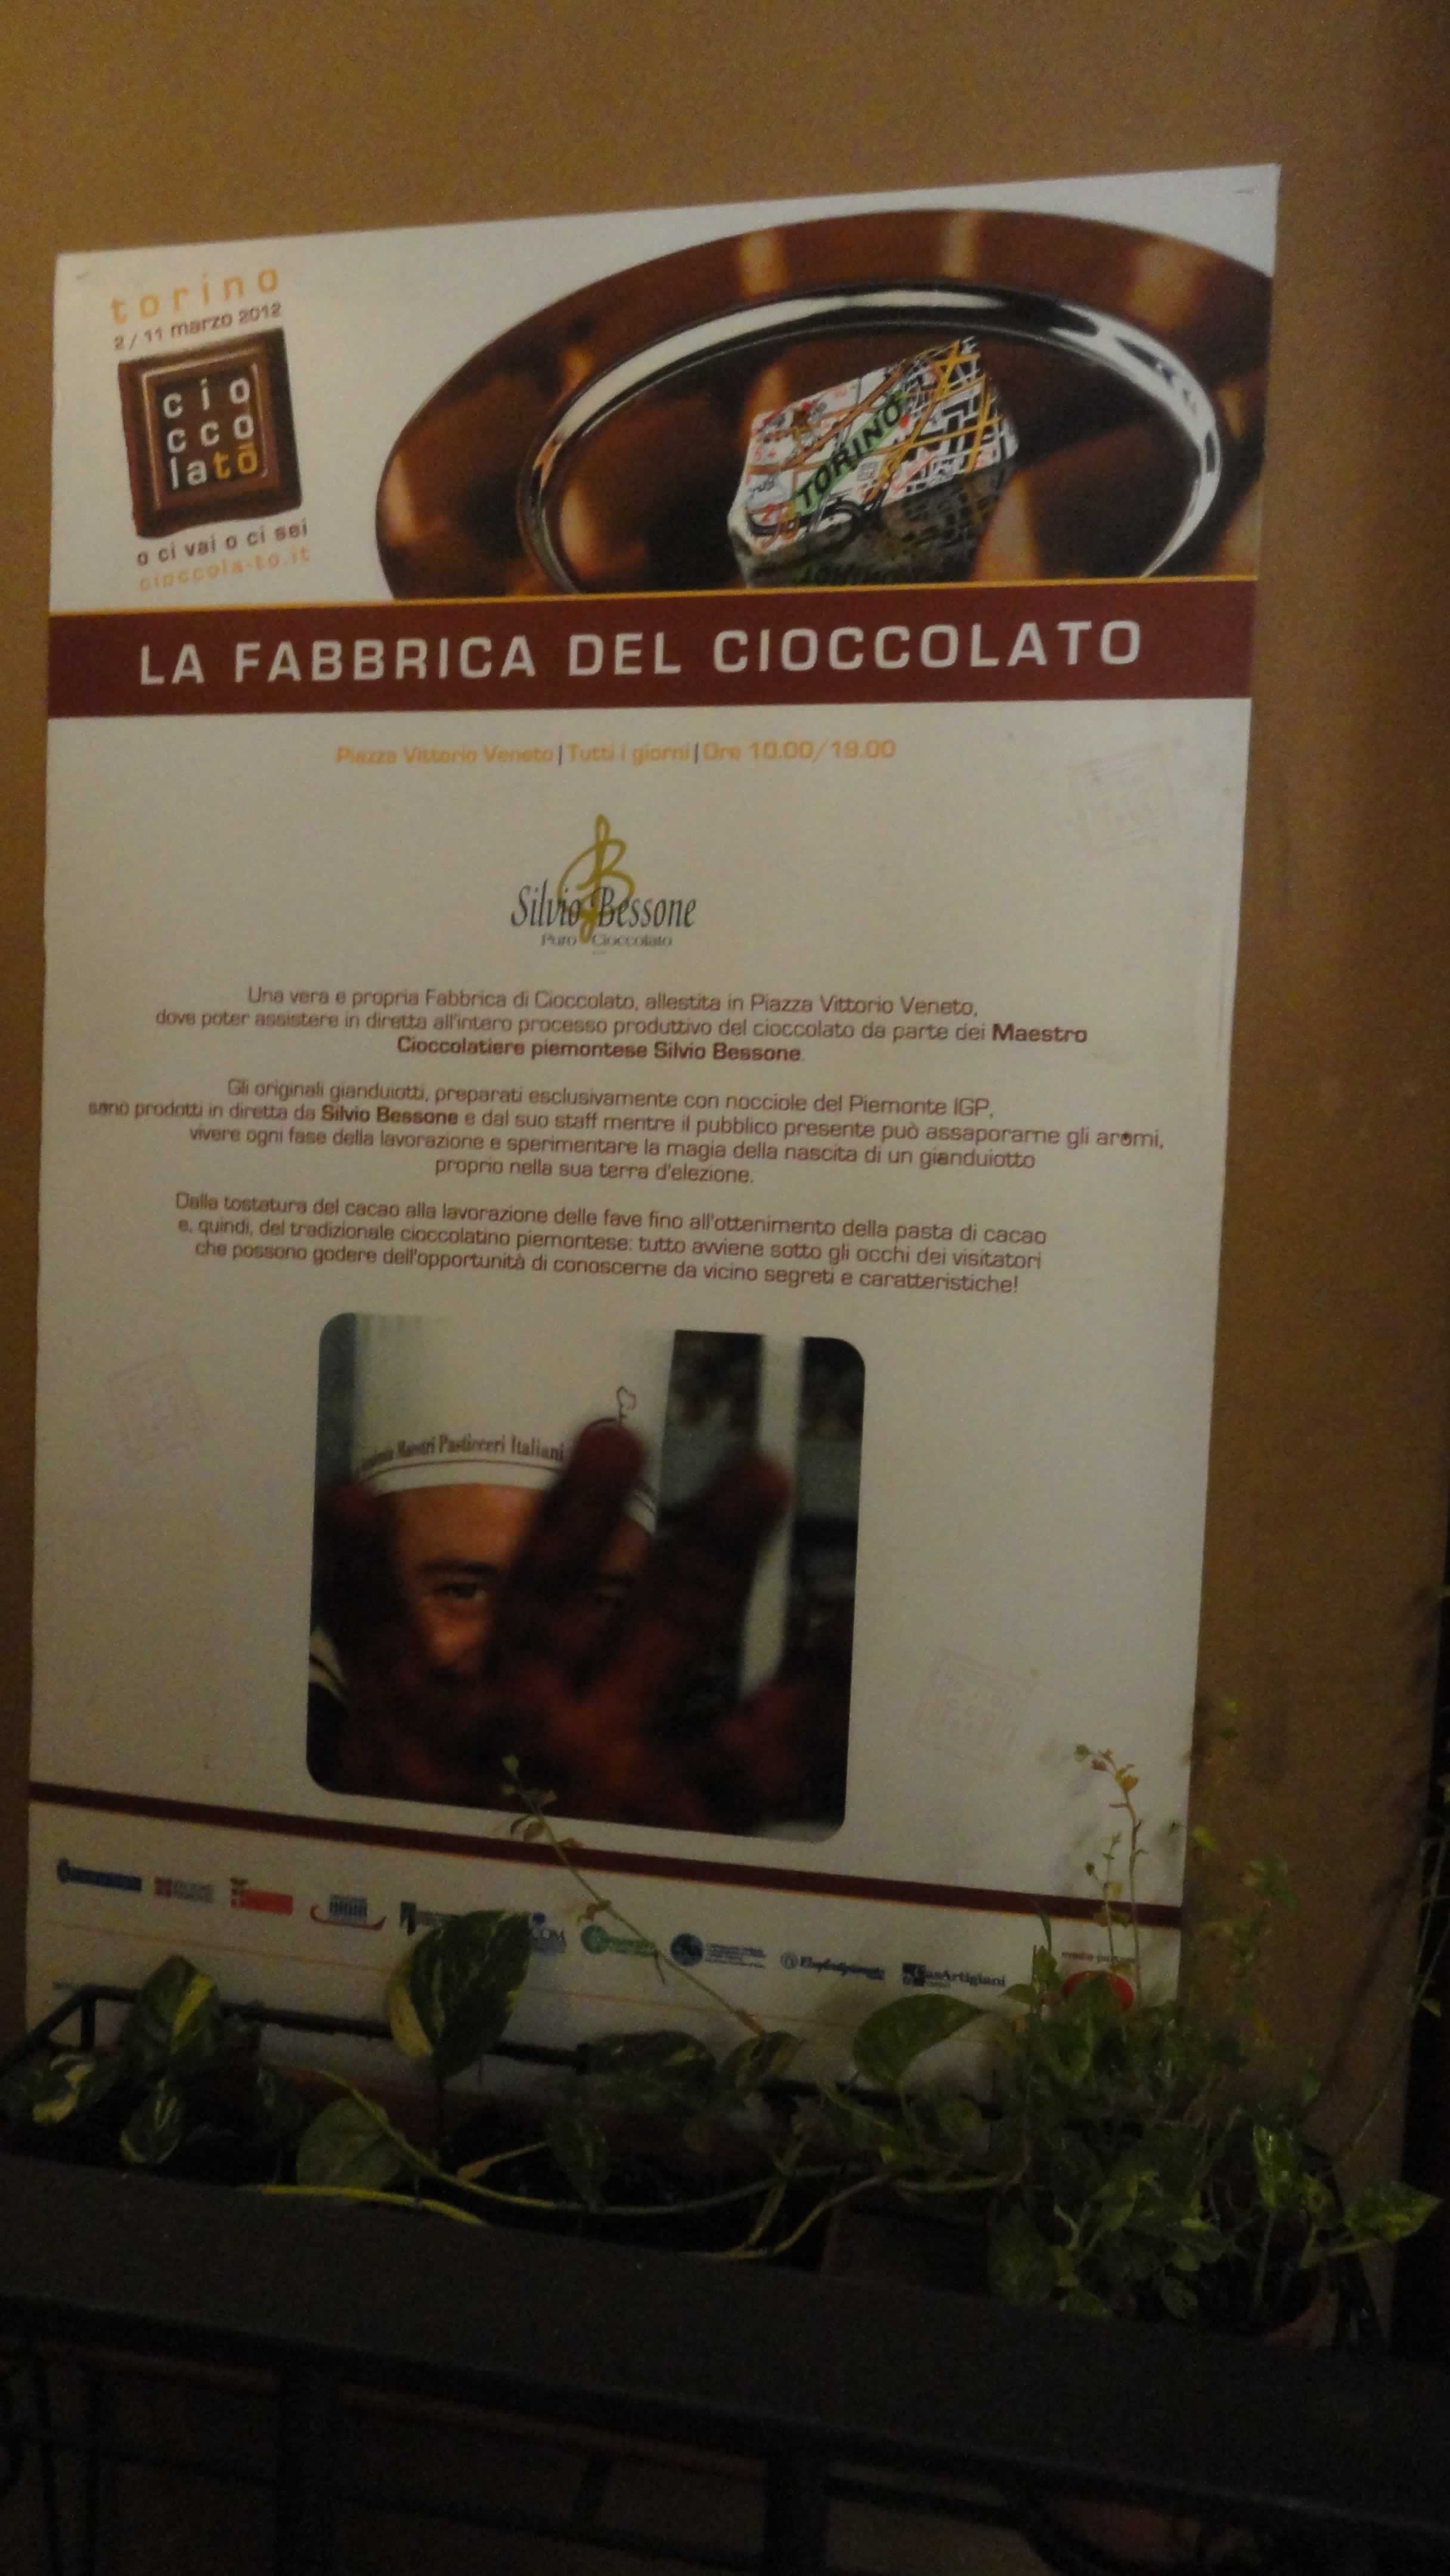 torino
2/11 marzo 2012
cio
cco
latō
o ci vai o ci sei
cioccola-to.it
TORINO
LA FABBRICA DEL CIOCCOLATO
Piazza Vittorio Veneto | Tutti i giorni | Ore 10.00/19.00
Silvio Bessone
Puro Cioccolato
Una vera e propria Fabbrica di Cioccolato, allestita in Piazza Vittorio Veneto,
dove poter assistere in diretta all'intero processo produttivo del cioccolato da parte del Maestro
Cioccolatiere piemontese Silvio Bessone.
Gli originali gianduiotti, preparati esclusivamente con nocciole del Piemonte IGP,
sono prodotti in diretta da Silvio Bessone e dal suo staff mentre il pubblico presente può assaporarne gli aromi,
vivere ogni fase della lavorazione e sperimentare la magia della nascita di un gianduiotto
proprio nella sua terra d'elezione.
Dalla tostatura del cacao alla lavorazione delle fave fino all'ottenimento della pasta di cacao
e, quindi, del tradizionale cioccolatino piemontese: tutto avviene sotto gli occhi dei visitatori
che possono godere dell'opportunità di conoscerne da vicino segreti e caratteristiche!
Maestri Pasticceri Italiani